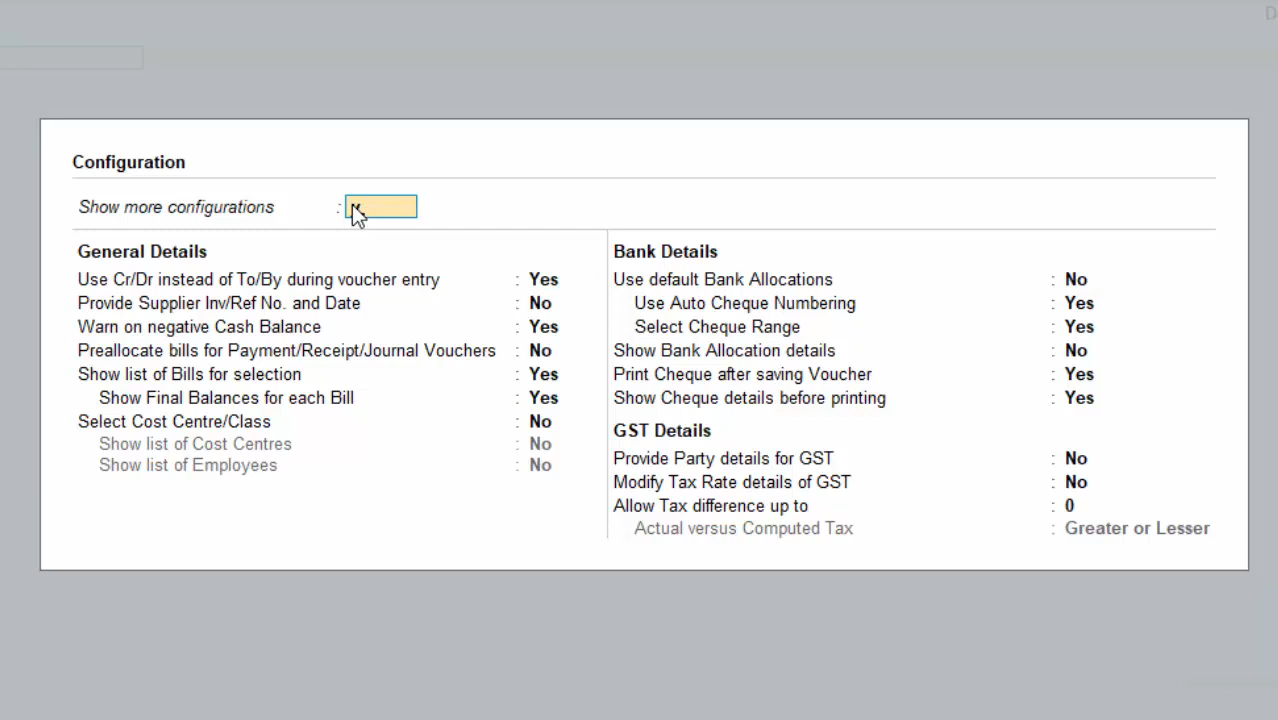 Configuration
Show more configurations :
General Details
Use Cr/Dr instead of To/By during voucher entry : Yes
Provide Supplier Inv/Ref No. and Date : No
Warn on negative Cash Balance : Yes
Preallocate bills for Payment/Receipt/Journal Vouchers : No
Show list of Bills for selection : Yes
Show Final Balances for each Bill : Yes
Select Cost Centre/Class : No
Show list of Cost Centres : No
Show list of Employees : No
Bank Details
Use default Bank Allocations : No
Use Auto Cheque Numbering : Yes
Select Cheque Range : Yes
Show Bank Allocation details : No
Print Cheque after saving Voucher : Yes
Show Cheque details before printing : Yes
GST Details
Provide Party details for GST : No
Modify Tax Rate details of GST : No
Allow Tax difference up to : 0
Actual versus Computed Tax : Greater or Lesser